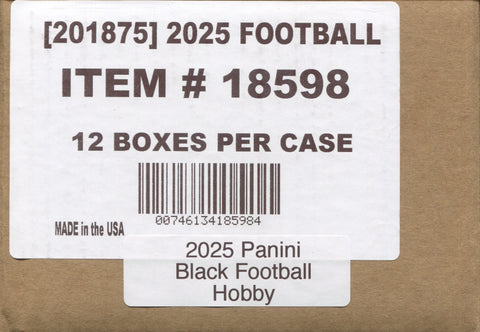 [201875] 2025 FOOTBALL
ITEM # 18598
12 BOXES PER CASE
00746134185984
MADE in the USA
2025 Panini
Black Football
Hobby